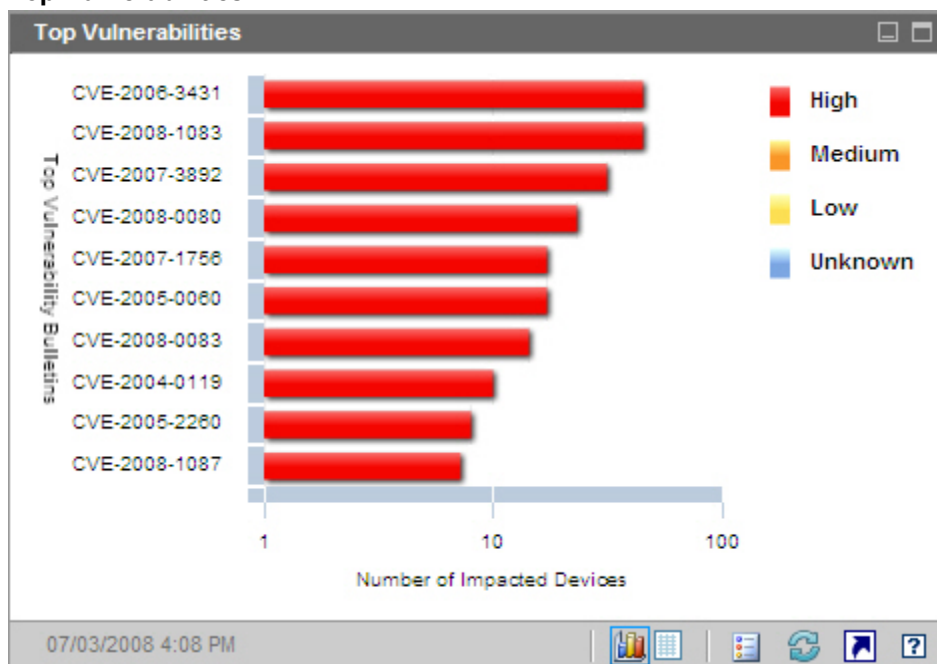 Top Vulnerabilities
CVE-2006-3431
CVE-2008-1083
CVE-2007-3892
CVE-2008-0080
CVE-2007-1756
CVE-2005-0060
CVE-2008-0083
CVE-2004-0119
CVE-2005-2260
CVE-2008-1087
Top Vulnerability Bulletins
1
10
100
Number of Impacted Devices
High
Medium
Low
Unknown
07/03/2008 4:08 PM
?